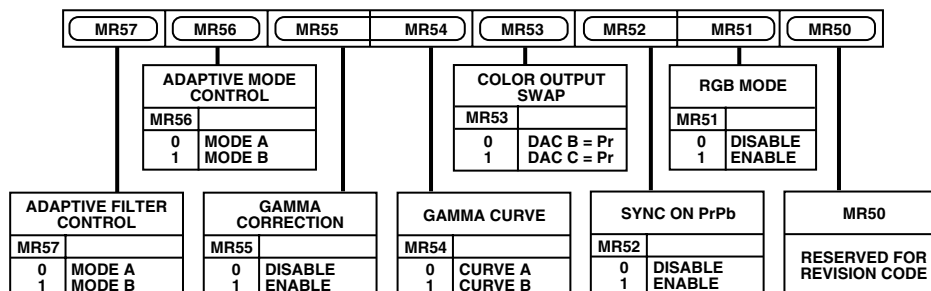 MR57 MR56 MR55 MR54 MR53 MR52 MR51 MR50
ADAPTIVE MODE
CONTROL
MR56
0 MODE A
1 MODE B
COLOR OUTPUT
SWAP
MR53
0 DAC B = Pr
1 DAC C = Pr
RGB MODE
MR51
0 DISABLE
1 ENABLE
ADAPTIVE FILTER
CONTROL
MR57
0 MODE A
1 MODE B
GAMMA
CORRECTION
MR55
0 DISABLE
1 ENABLE
GAMMA CURVE
MR54
0 CURVE A
1 CURVE B
SYNC ON PrPb
MR52
0 DISABLE
1 ENABLE
MR50
RESERVED FOR
REVISION CODE